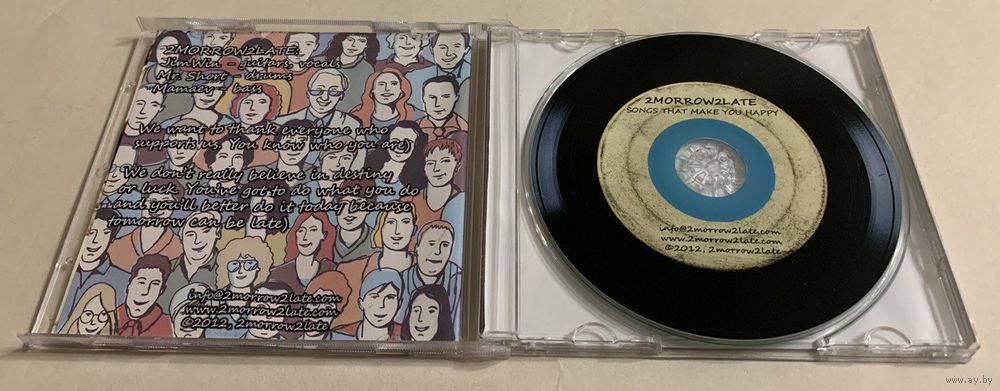 2MORROW2LATE:
JimWin - guitars, vocals
Mr. Short - drums
Mamaev - bass
We want to thank everyone who
supports us. You know who you are)
We don't really believe in destiny
or luck. You've got to do what you do
and you'll better do it today because
tomorrow can be late)
info@2morrow2late.com
www.2morrow2late.com
©2012, 2morrow2late
2MORROW2LATE
SONGS THAT MAKE YOU HAPPY
info@2morrow2late.com
www.2morrow2late.com
©2012, 2morrow2late
www.ay.by